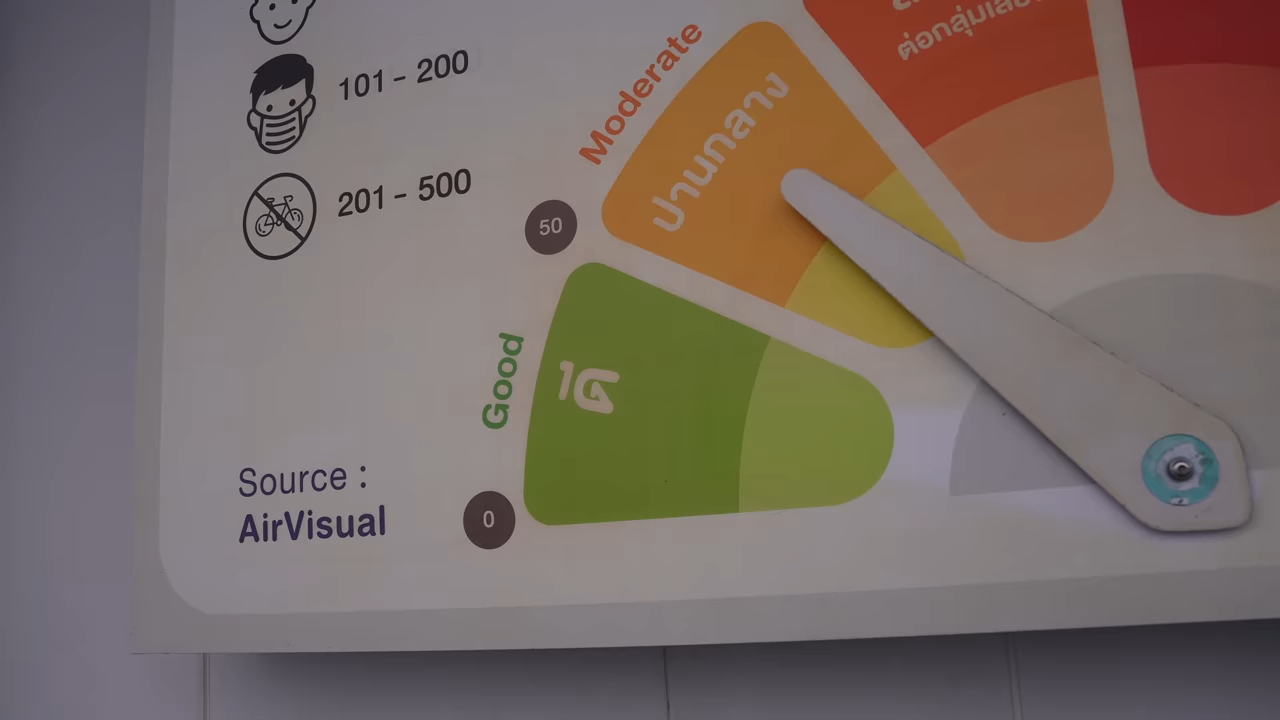 101 - 200
201 - 500
Moderate
ปานกลาง
ต่อกลุ่มเสี่ยง
50
Good
ดี
0
Source :
AirVisual